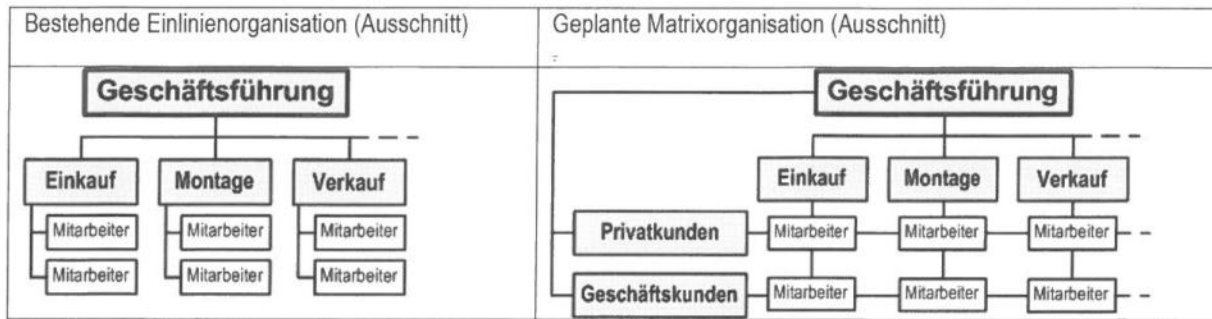 Bestehende Einlinienorganisation (Ausschnitt)
Geschäftsführung
Einkauf Montage Verkauf
Mitarbeiter Mitarbeiter Mitarbeiter
Mitarbeiter Mitarbeiter Mitarbeiter
Geplante Matrixorganisation (Ausschnitt)
Geschäftsführung
Einkauf Montage Verkauf
Privatkunden Mitarbeiter Mitarbeiter Mitarbeiter
Geschäftskunden Mitarbeiter Mitarbeiter Mitarbeiter